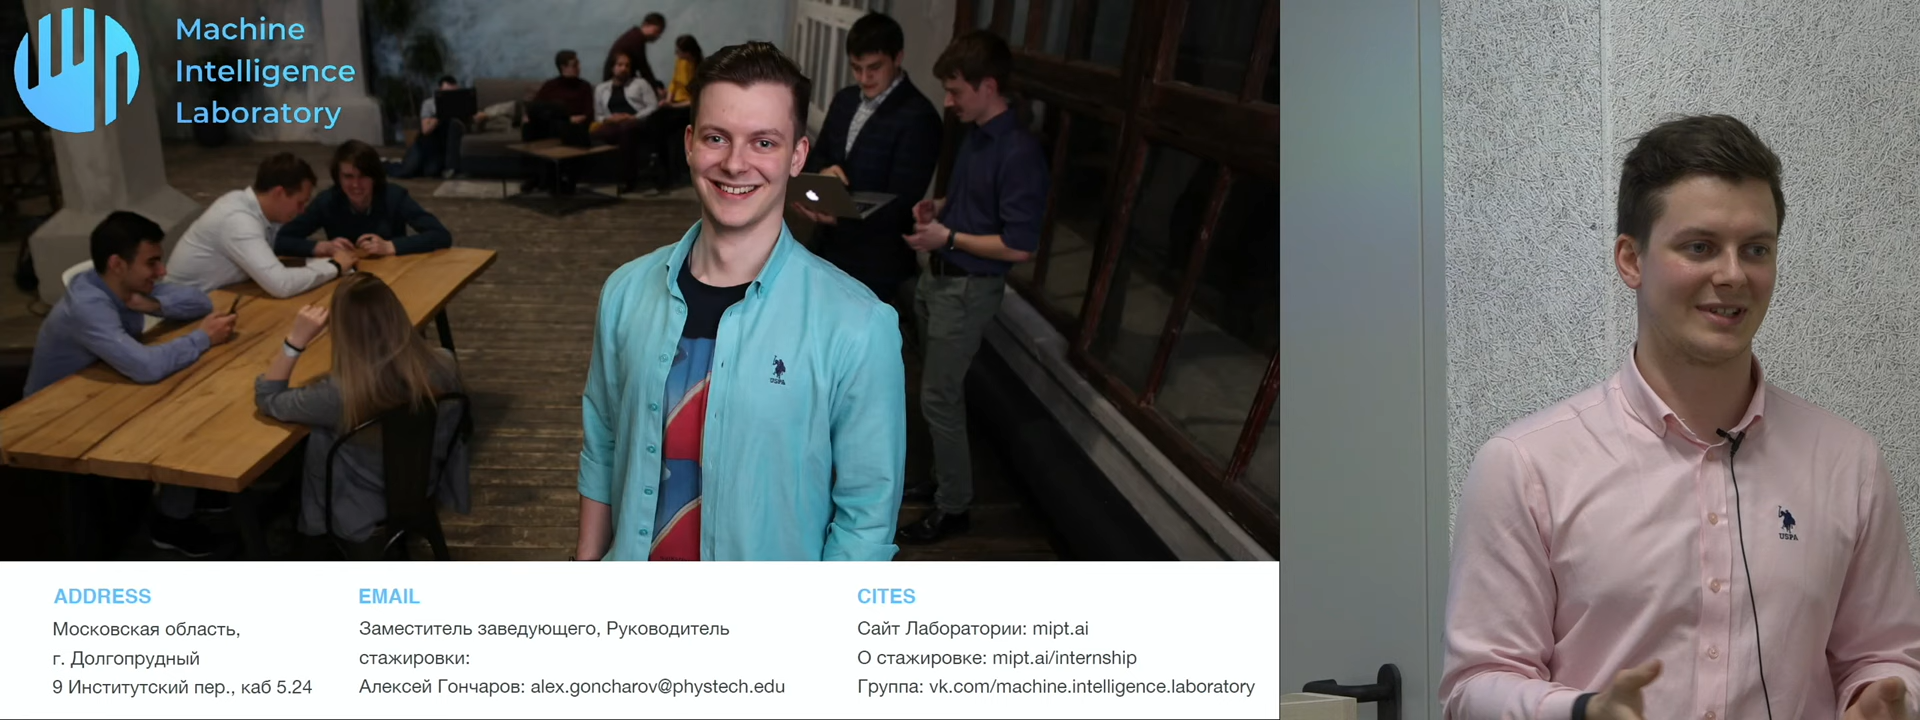 Machine
Intelligence
Laboratory
USPA
ADDRESS
Московская область,
г. Долгопрудный
9 Институтский пер., каб 5.24
EMAIL
Заместитель заведующего, Руководитель
стажировки:
Алексей Гончаров: alex.goncharov@phystech.edu
CITES
Сайт Лаборатории: mipt.ai
О стажировке: mipt.ai/internship
Группа: vk.com/machine.intelligence.laboratory
USPA